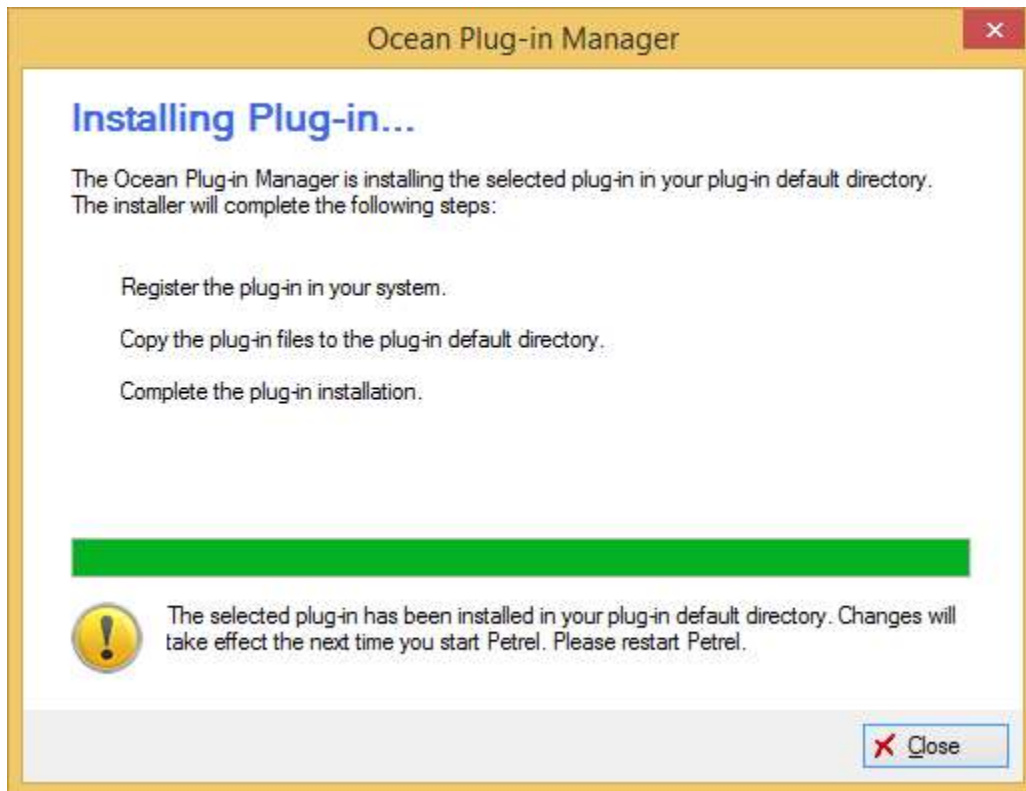 Ocean Plug-in Manager
Installing Plug-in...
The Ocean Plug-in Manager is installing the selected plug-in in your plug-in default directory.
The installer will complete the following steps:
Register the plug-in in your system.
Copy the plug-in files to the plug-in default directory.
Complete the plug-in installation.
The selected plug-in has been installed in your plug-in default directory. Changes will
take effect the next time you start Petrel. Please restart Petrel.
Close